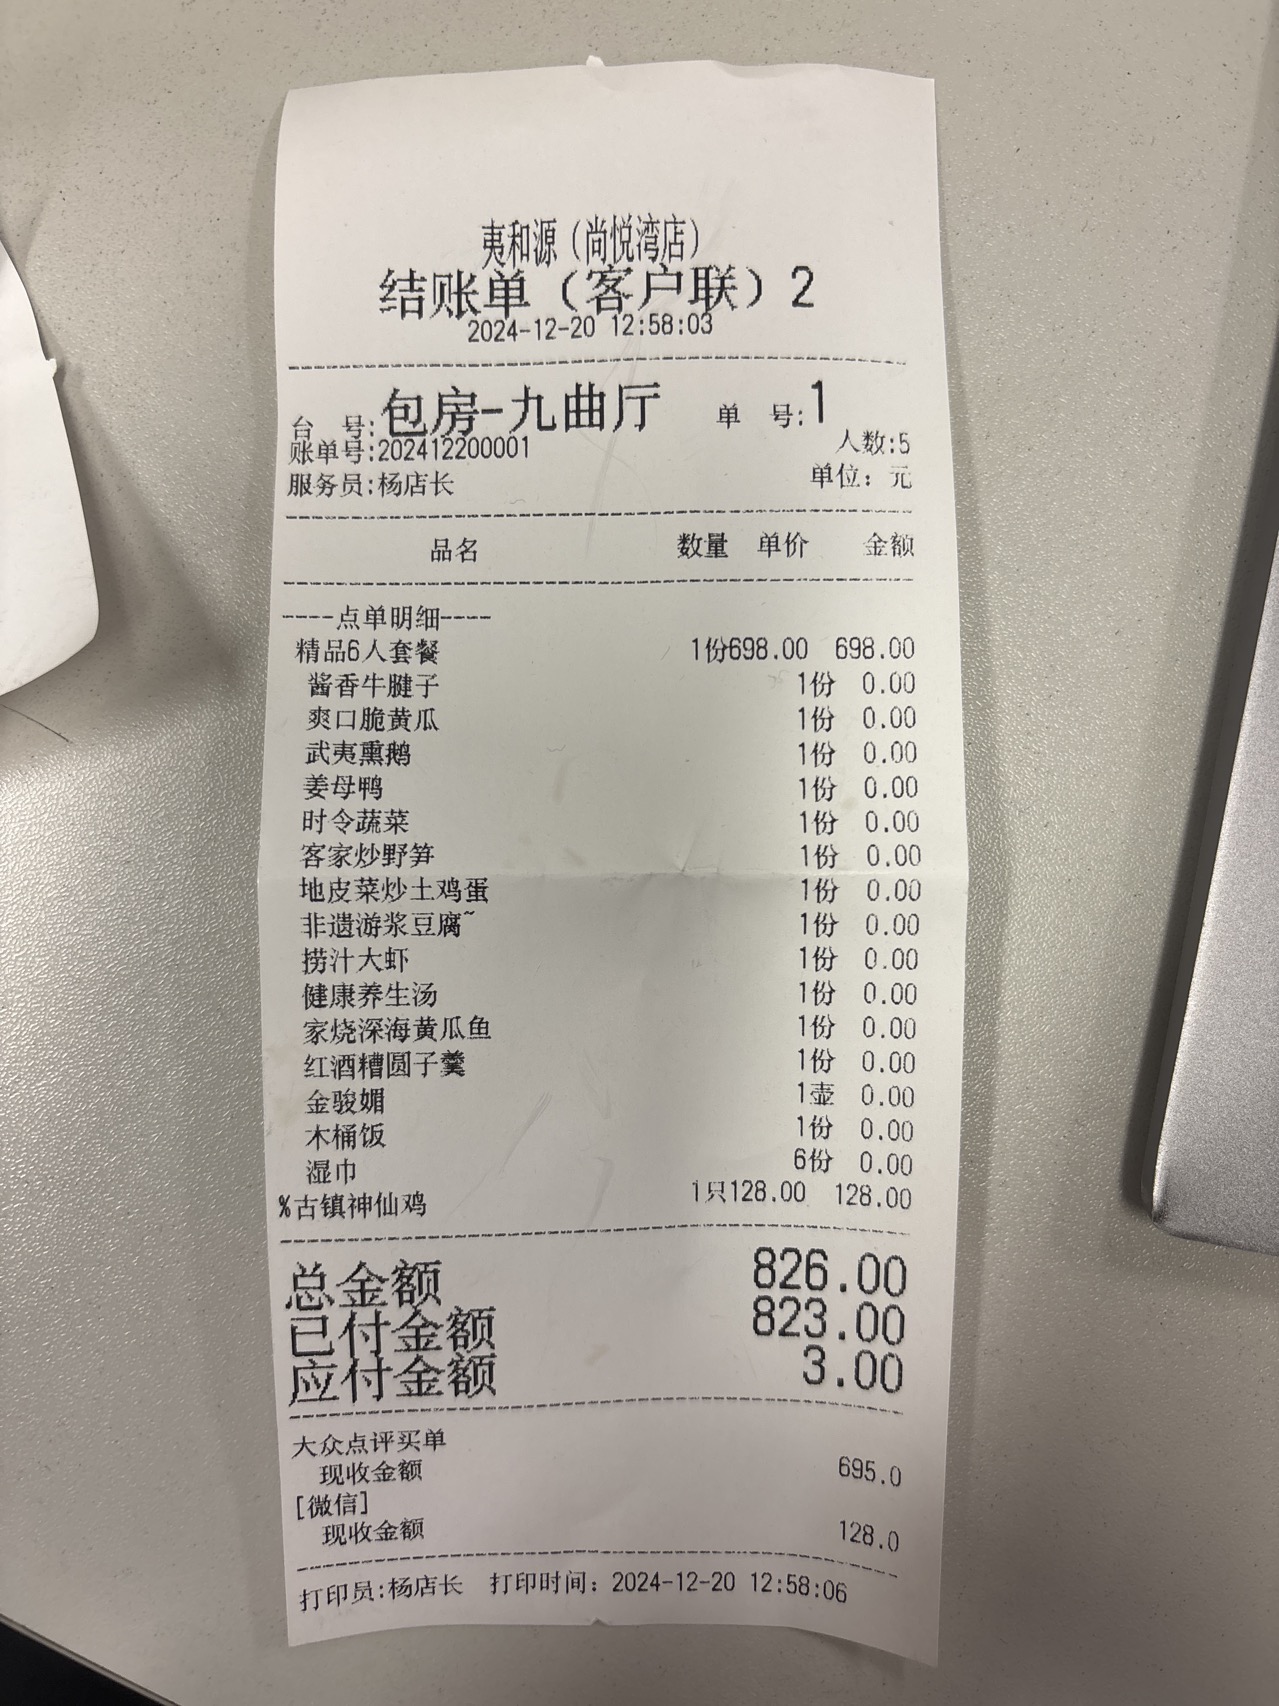 夷和源（尚悦湾店）
结账单（客户联）2
2024-12-20 12:58:03
台 号:包房-九曲厅 单 号:1
账单号:202412200001 人数:5
服务员:杨店长 单位：元
品名 数量 单价 金额
----点单明细----
精品6人套餐 1份698.00 698.00
酱香牛腱子 1份 0.00
爽口脆黄瓜 1份 0.00
武夷熏鹅 1份 0.00
姜母鸭 1份 0.00
时令蔬菜 1份 0.00
客家炒野笋 1份 0.00
地皮菜炒土鸡蛋 1份 0.00
非遗游浆豆腐~ 1份 0.00
捞汁大虾 1份 0.00
健康养生汤 1份 0.00
家烧深海黄瓜鱼 1份 0.00
红酒糟圆子羹 1份 0.00
金骏媚 1壶 0.00
木桶饭 1份 0.00
湿巾 6份 0.00
%古镇神仙鸡 1只128.00 128.00
总金额 826.00
已付金额 823.00
应付金额 3.00
大众点评买单
现收金额 695.0
[微信]
现收金额 128.0
打印员:杨店长 打印时间：2024-12-20 12:58:06